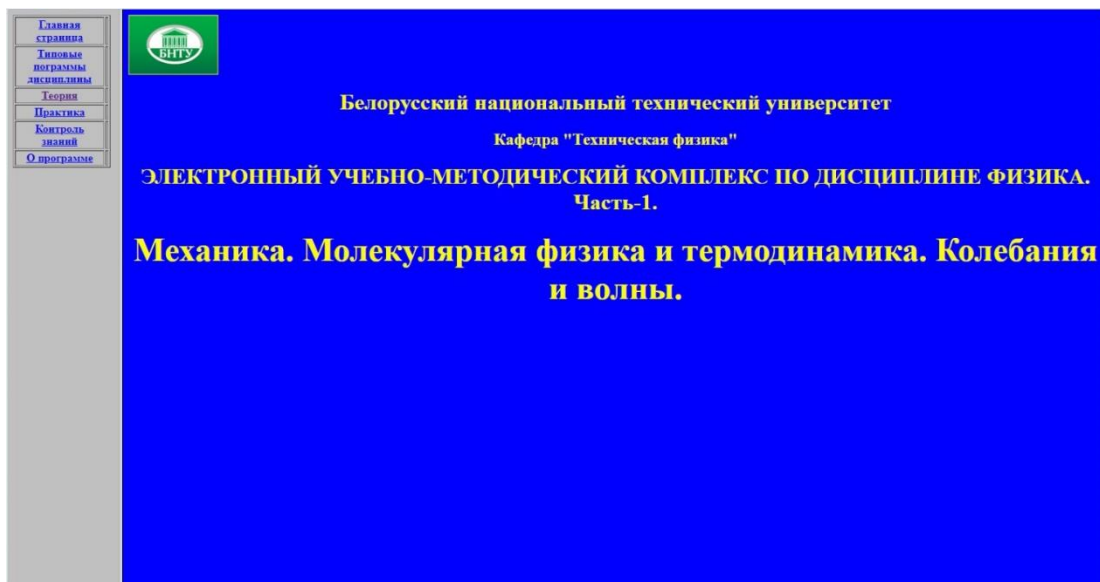 Главная
страница
Типовые
пограммы
дисциплины
Теория
Практика
Контроль
знаний
О программе
БНТУ
Белорусский национальный технический университет
Кафедра "Техническая физика"
ЭЛЕКТРОННЫЙ УЧЕБНО-МЕТОДИЧЕСКИЙ КОМПЛЕКС ПО ДИСЦИПЛИНЕ ФИЗИКА.
Часть-1.
Механика. Молекулярная физика и термодинамика. Колебания
и волны.